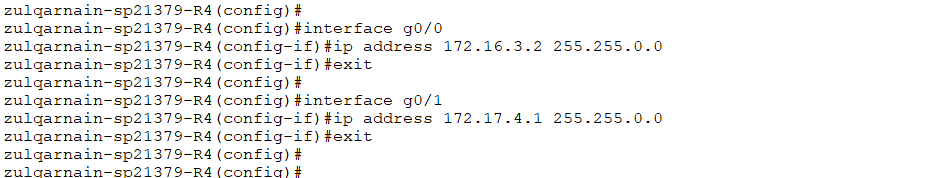 zulqarnain-sp21379-R4(config)#
zulqarnain-sp21379-R4(config)#interface g0/0
zulqarnain-sp21379-R4(config-if)#ip address 172.16.3.2 255.255.0.0
zulqarnain-sp21379-R4(config-if)#exit
zulqarnain-sp21379-R4(config)#
zulqarnain-sp21379-R4(config)#interface g0/1
zulqarnain-sp21379-R4(config-if)#ip address 172.17.4.1 255.255.0.0
zulqarnain-sp21379-R4(config-if)#exit
zulqarnain-sp21379-R4(config)#
zulqarnain-sp21379-R4(config)#